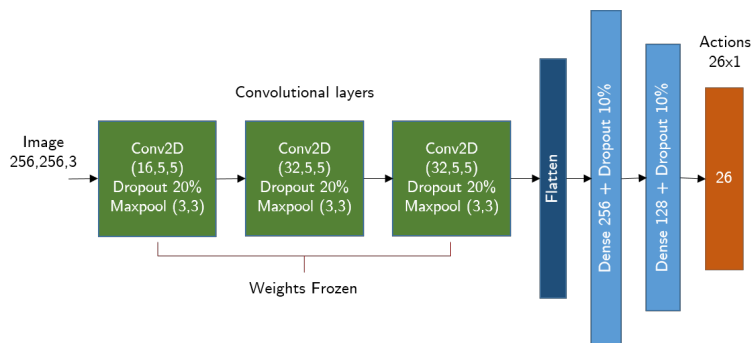 Actions
26x1
Convolutional layers
Image
256,256,3
Conv2D
(16,5,5)
Dropout 20%
Maxpool (3,3)
Conv2D
(32,5,5)
Dropout 20%
Maxpool (3,3)
Conv2D
(32,5,5)
Dropout 20%
Maxpool (3,3)
Flatten
Dense 256 + Dropout 10%
Dense 128 + Dropout 10%
26
Weights Frozen